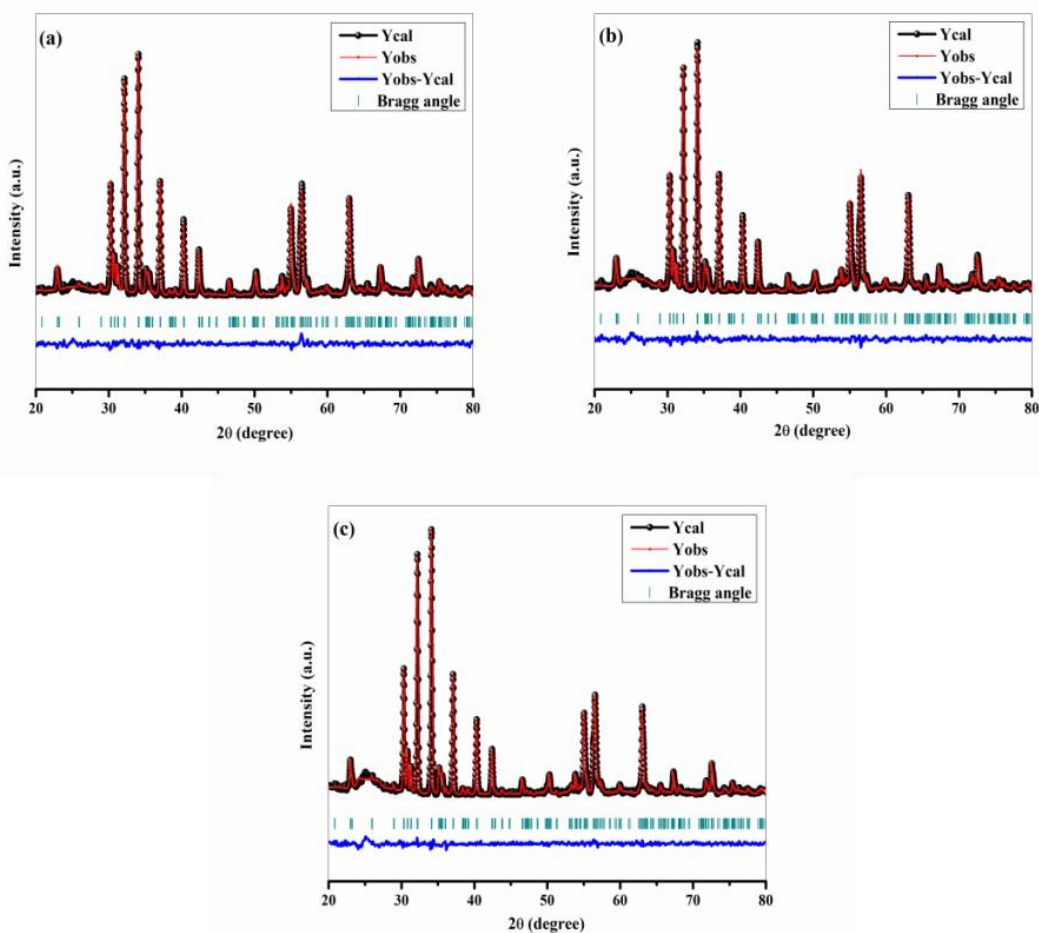 (a)
Ycal
Yobs
Yobs-Ycal
Bragg angle
Intensity (a.u.)
20 30 40 50 60 70 80
2θ (degree)
(b)
Ycal
Yobs
Yobs-Ycal
Bragg angle
Intensity (a.u.)
20 30 40 50 60 70 80
2θ (degree)
(c)
Ycal
Yobs
Yobs-Ycal
Bragg angle
Intensity (a.u.)
20 30 40 50 60 70 80
2θ (degree)